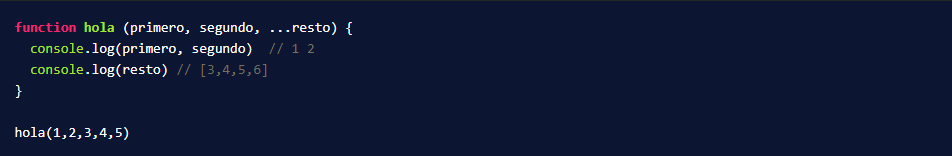 function hola (primero, segundo, ...resto) {
  console.log(primero, segundo)  // 1 2
  console.log(resto) // [3,4,5,6]
}
hola(1,2,3,4,5)